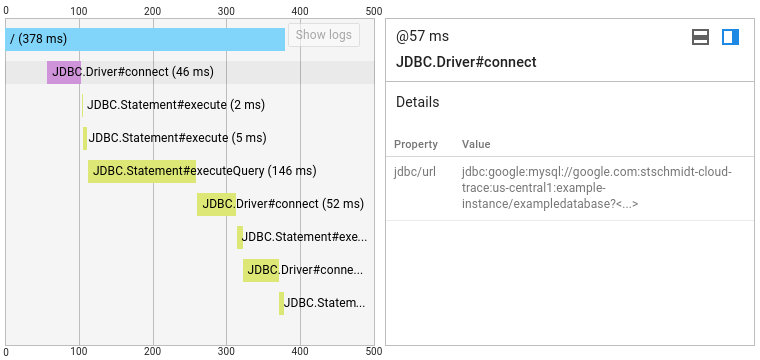 0 100 200 300 400 500
/ (378 ms)
Show logs
JDBC.Driver#connect (46 ms)
JDBC.Statement#execute (2 ms)
JDBC.Statement#execute (5 ms)
JDBC.Statement#executeQuery (146 ms)
JDBC.Driver#connect (52 ms)
JDBC.Statement#exe...
JDBC.Driver#conne...
JDBC.Statem...
0 100 200 300 400 500
@57 ms
JDBC.Driver#connect
Details
Property Value
jdbc/url jdbc:google:mysql://google.com:stschmidt-cloud-
trace:us-central1:example-
instance/exampledatabase?<...>